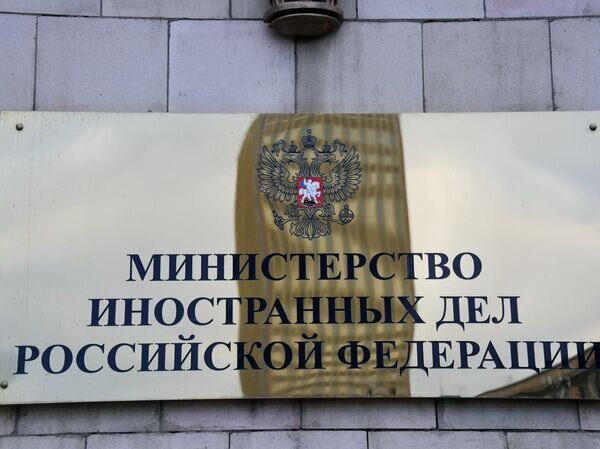 МИНИСТЕРСТВО
ИНОСТРАННЫХ ДЕЛ
РОССИЙСКОЙ ФЕДЕРАЦИИ